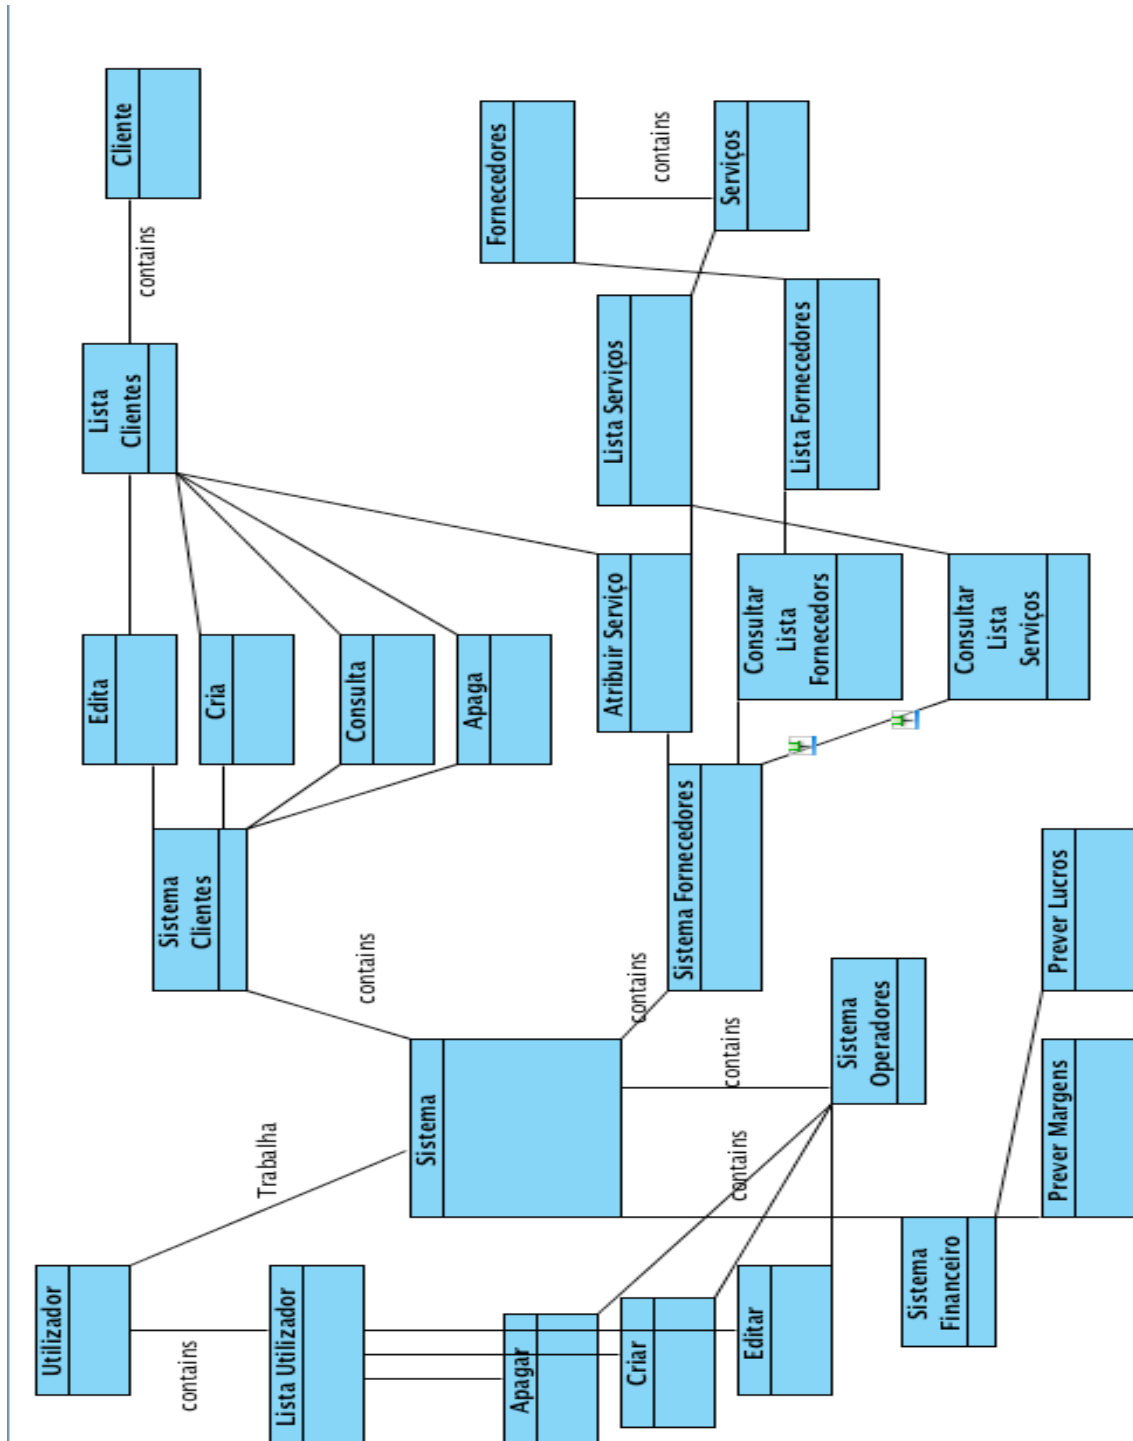 Utilizador
contains
Lista Utilizador
Apagar
Criar
Editar
Trabalha
Sistema
contains
Sistema
Financeiro
Prever Margens
Prever Lucros
contains
Sistema
Operadores
contains
Sistema Fornecedores
contains
Sistema
Clientes
Edita
Cria
Consulta
Apaga
Atribuir Serviço
Consultar
Lista
Fornecedors
Consultar
Lista
Serviços
Lista
Clientes
Lista Serviços
Lista Fornecedores
contains
Cliente
Fornecedores
contains
Serviços